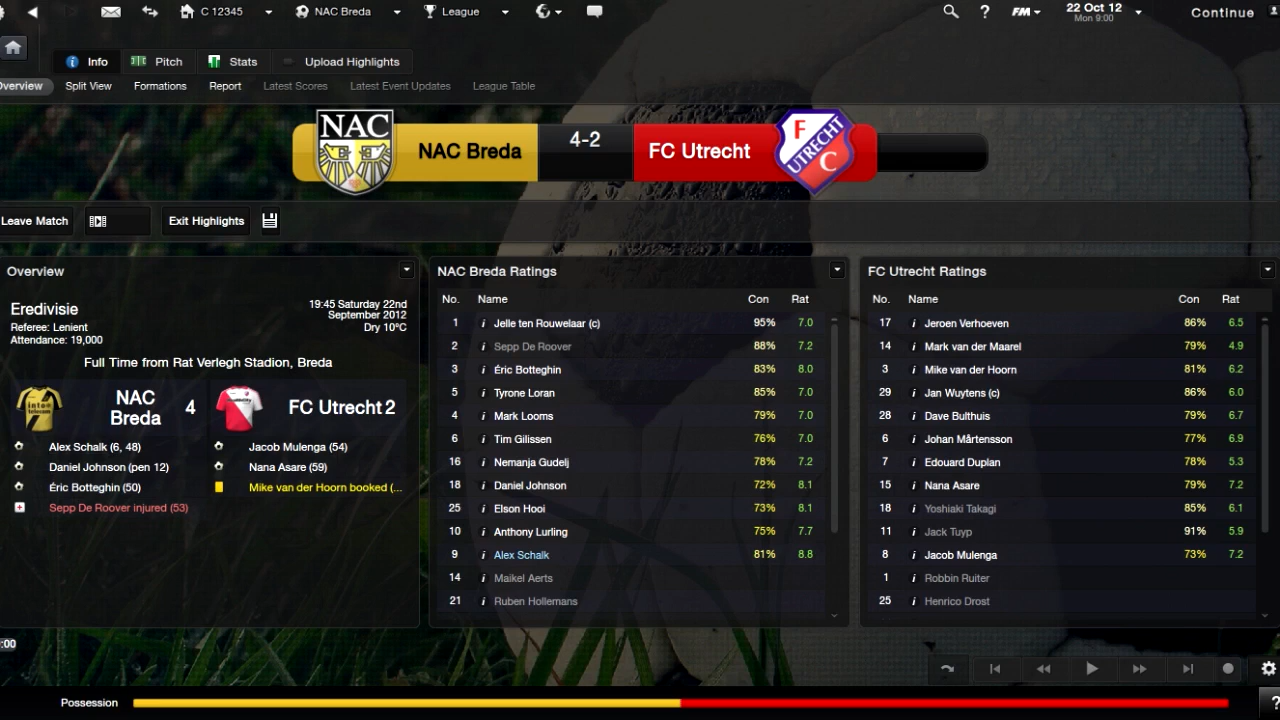 C 12345 NAC Breda League FM 22 Oct 12 Continue
Mon 9:00
Info Pitch Stats Upload Highlights
Overview Split View Formations Report Latest Scores Latest Event Updates League Table
NAC NAC Breda 4-2 FC Utrecht F UTRECHT C
Leave Match Exit Highlights
Overview
Eredivisie 19:45 Saturday 22nd
September 2012
Referee: Lenient Dry 10°C
Attendance: 19,000
Full Time from Rat Verlegh Stadion, Breda
NAC
Breda 4 FC Utrecht 2
Alex Schalk (6, 48) Jacob Mulenga (54)
Daniel Johnson (pen 12) Nana Asare (59)
Éric Botteghin (50) Mike van der Hoorn booked (...
Sepp De Roover injured (53)
NAC Breda Ratings
No. Name Con Rat
1 i Jelle ten Rouwelaar (c) 95% 7.0
2 i Sepp De Roover 88% 7.2
3 i Éric Botteghin 83% 8.0
5 i Tyrone Loran 85% 7.0
4 i Mark Looms 79% 7.0
6 i Tim Gilissen 76% 7.0
16 i Nemanja Gudelj 78% 7.2
18 i Daniel Johnson 72% 8.1
25 i Elson Hooi 73% 8.1
10 i Anthony Lurling 75% 7.7
9 i Alex Schalk 81% 8.8
14 i Maikel Aerts
21 i Ruben Hollemans
FC Utrecht Ratings
No. Name Con Rat
17 i Jeroen Verhoeven 86% 6.5
14 i Mark van der Maarel 79% 4.9
3 i Mike van der Hoorn 81% 6.2
29 i Jan Wuytens (c) 86% 6.0
28 i Dave Bulthuis 79% 6.7
6 i Johan Mårtensson 77% 6.9
7 i Edouard Duplan 78% 5.3
15 i Nana Asare 79% 7.2
18 i Yoshiaki Takagi 85% 6.1
11 i Jack Tuyp 91% 5.9
8 i Jacob Mulenga 73% 7.2
1 i Robbin Ruiter
25 i Henrico Drost
:00
Possession